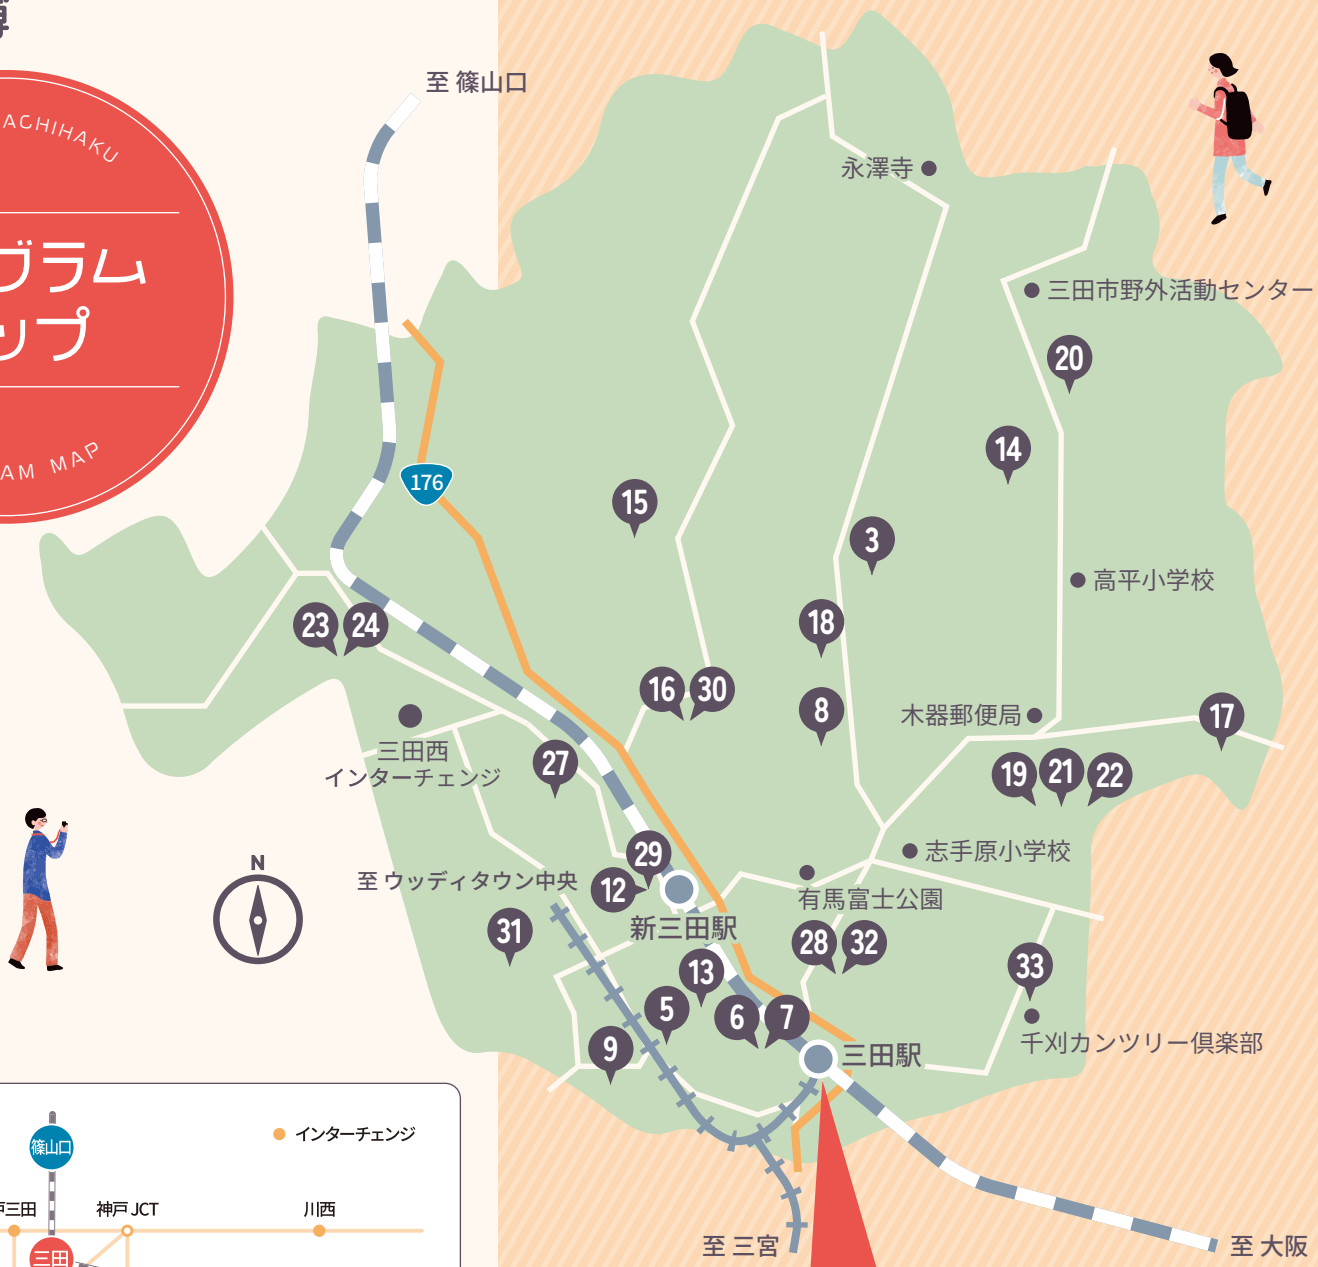 至 篠山口
ACHIHAKU
永澤寺
ブラム
三田市野外活動センター
ップ
20
14
AM MAP
176
15
3
高平小学校
18
23
24
16
30
8
木器郵便局
17
三田西
インターチェンジ
27
19
21
22
29
志手原小学校
N
至 ウッディタウン中央
12
有馬富士公園
新三田駅
31
28
32
13
33
5
6
7
千刈カンツリー倶楽部
9
三田駅
インターチェンジ
篠山口
三田
神戸 JCT
川西
三田
至 三宮
至 大阪